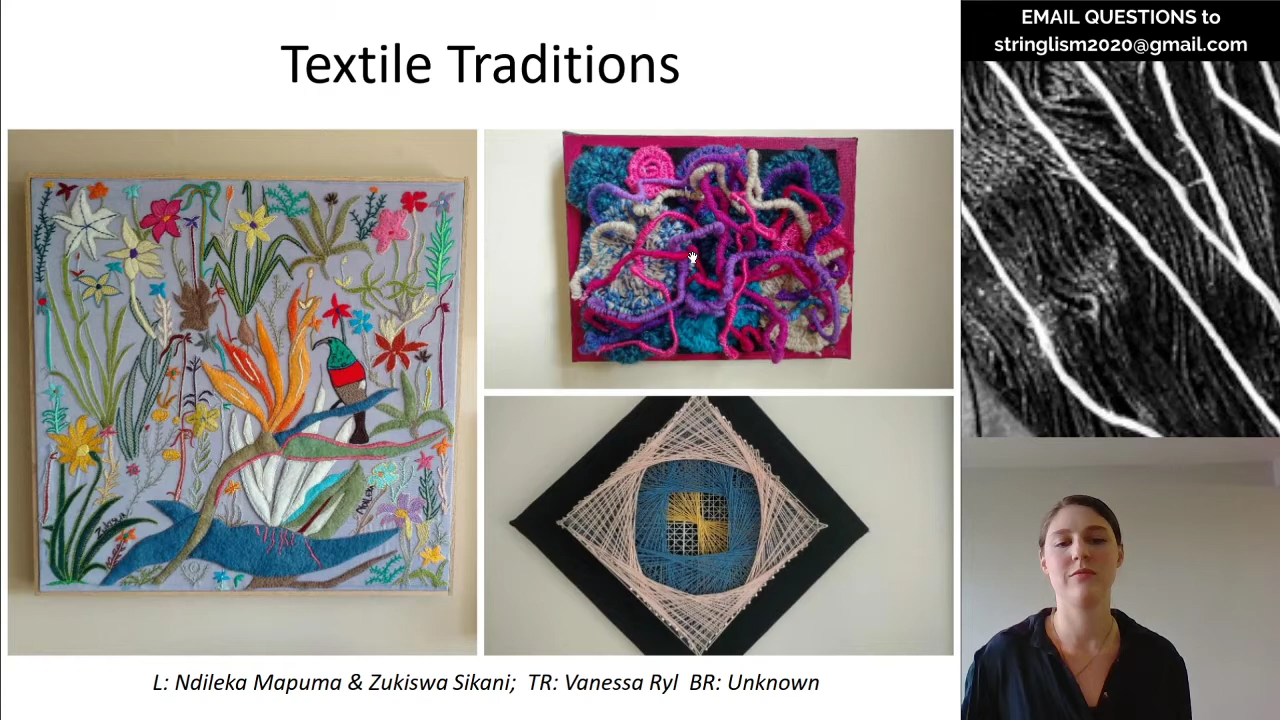 Textile Traditions
EMAIL QUESTIONS to
stringlism2020@gmail.com
L: Ndileka Mapuma & Zukiswa Sikani;  TR: Vanessa Ryl  BR: Unknown